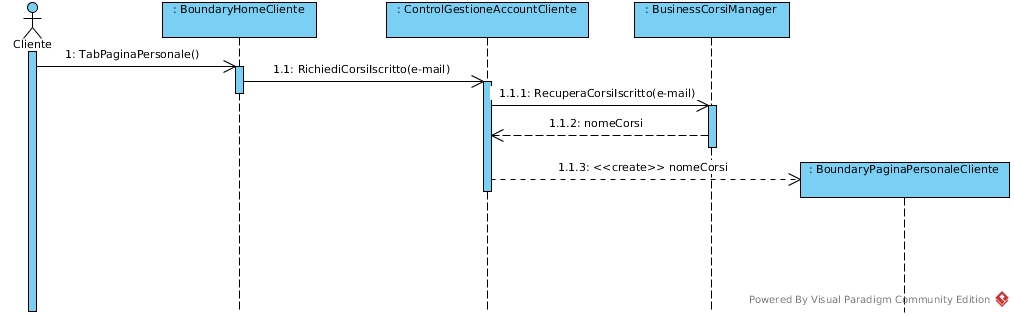 : BoundaryHomeCliente
: ControlGestioneAccountCliente
: BusinessCorsiManager
Cliente
1: TabPaginaPersonale()
1.1: RichiediCorsiIscritto(e-mail)
1.1.1: RecuperaCorsiIscritto(e-mail)
1.1.2: nomeCorsi
1.1.3: <<create>> nomeCorsi
: BoundaryPaginaPersonaleCliente
Powered By Visual Paradigm Community Edition